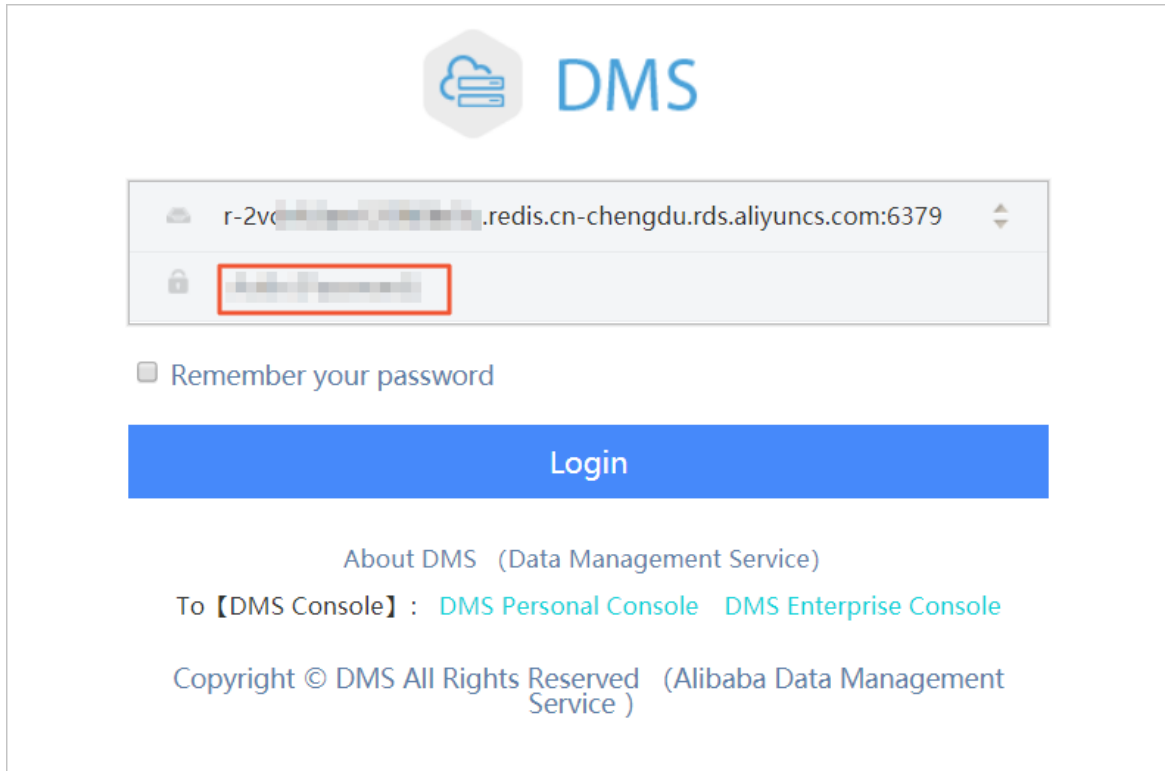 DMS
r-2v .redis.cn-chengdu.rds.aliyuncs.com:6379
Remember your password
Login
About DMS （Data Management Service）
To【DMS Console】: DMS Personal Console DMS Enterprise Console
Copyright © DMS All Rights Reserved （Alibaba Data Management
Service ）